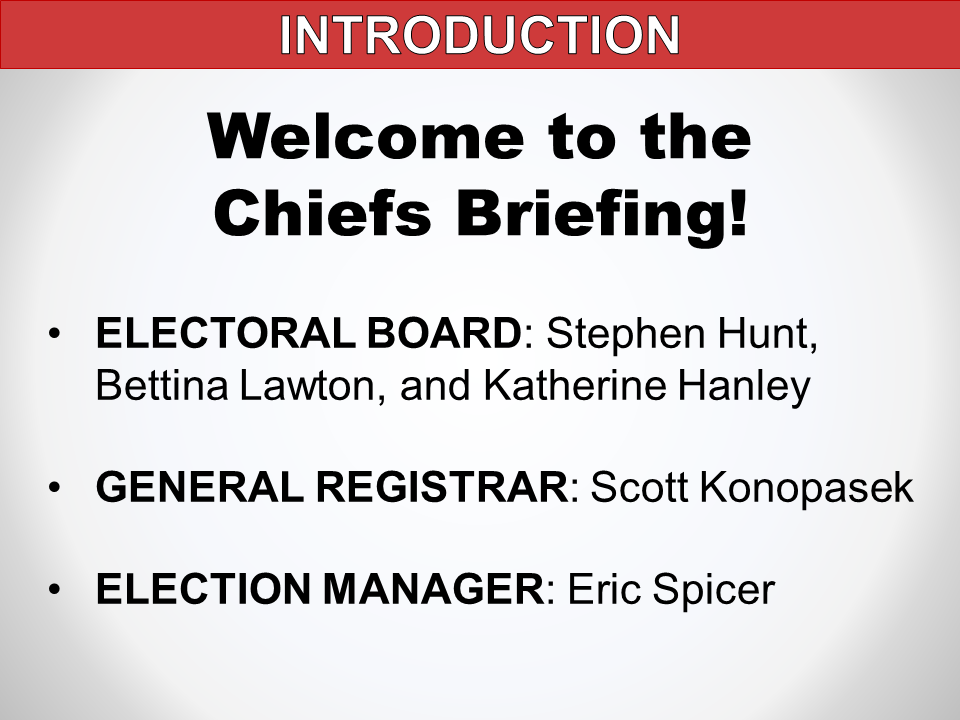 INTRODUCTION
Welcome to the
Chiefs Briefing!
• ELECTORAL BOARD: Stephen Hunt,
Bettina Lawton, and Katherine Hanley
• GENERAL REGISTRAR: Scott Konopasek
• ELECTION MANAGER: Eric Spicer